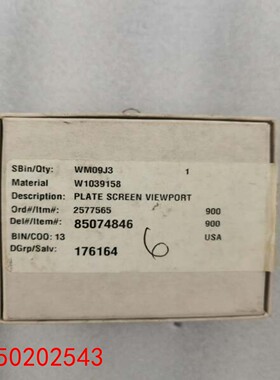 SBin/Qty: WM09J3 1
Material W1039158
Description: PLATE SCREEN VIEWPORT
Ord#/Itm#: 2577565 900
Del#/Item#: 85074846 900
BIN/COO: 13 USA
DGrp/Salv: 176164
6
50202543